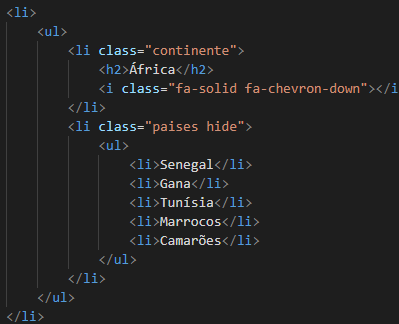 <li>
<ul>
<li class="continente">
<h2>África</h2>
<i class="fa-solid fa-chevron-down"></i
</li>
<li class="paises hide">
<ul>
<li>Senegal</li>
<li>Gana</li>
<li>Tunísia</li>
<li>Marrocos</li>
<li>Camarões</li>
</ul>
</li>
</ul>
</li>